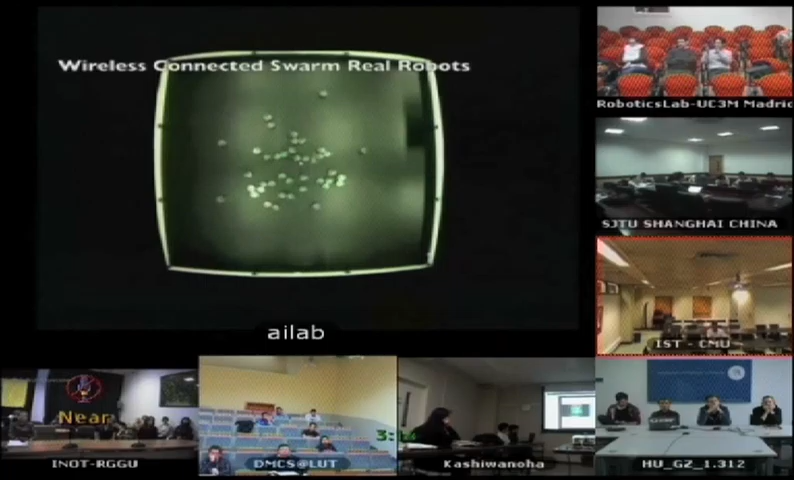 Wireless Connected Swarm Real Robots
RoboticsLab-UC3M Madrid
SJTU SHANGHAI CHINA
IST - CMU
ailab
Near
INOT-RGGU
DMCS@LUT
Kashiwanoha
HU_GZ_1.312